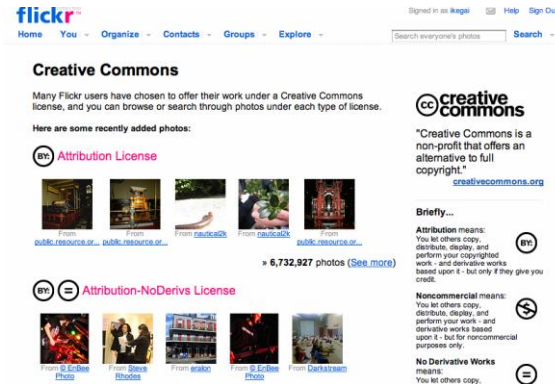 flickr
Signed in as ikegai Help Sign Ou
Home You Organize Contacts Groups Explore
Search everyone's photos Search
Creative Commons
Many Flickr users have chosen to offer their work under a Creative Commons
license, and you can browse or search through photos under each type of license.
Here are some recently added photos:
BY: Attribution License
From
public.resource.or...
From
public.resource.or...
From nautical2k
From nautical2k
From
public.resource.or...
» 6,732,927 photos (See more)
BY: = Attribution-NoDerivs License
From © EnBee
Photo
From Steve
Rhodes
From eralon
From © EnBee
Photo
From Darkstream
cc creative
commons
"Creative Commons is a
non-profit that offers an
alternative to full
copyright."
creativecommons.org
Briefly...
Attribution means:
You let others copy,
distribute, display, and
perform your copyrighted
work - and derivative works
based upon it - but only if they give you
credit.
BY:
Noncommercial means:
You let others copy,
distribute, display, and
perform your work - and
derivative works based
upon it - but for noncommercial
purposes only.
$
No Derivative Works
means:
You let others copy,
=